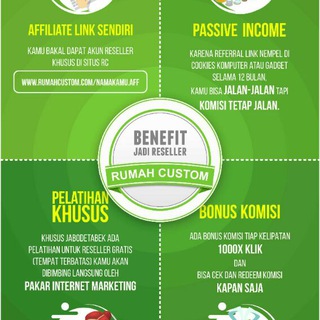 AFFILIATE LINK SENDIRI
KAMU BAKAL DAPAT AKUN RESELLER
KHUSUS DI SITUS RC
WWW.RUMAHCUSTOM.COM/NAMAKAMU.AFF
PASSIVE INCOME
KARENA REFERRAL LINK NEMPEL DI
COOKIES KOMPUTER ATAU GADGET
SELAMA 12 BULAN,
KAMU BISA JALAN-JALAN TAPI
KOMISI TETAP JALAN.
BENEFIT
JADI RESELLER
RUMAH CUSTOM
PELATIHAN
KHUSUS
KHUSUS JABODETABEK ADA
PELATIHAN UNTUK RESELLER GRATIS
(TEMPAT TERBATAS) KAMU AKAN
DIBIMBING LANGSUNG OLEH
PAKAR INTERNET MARKETING
BONUS KOMISI
ADA BONUS KOMISI TIAP KELIPATAN
1000X KLIK
DAN
BISA CEK DAN REDEEM KOMISI
KAPAN SAJA